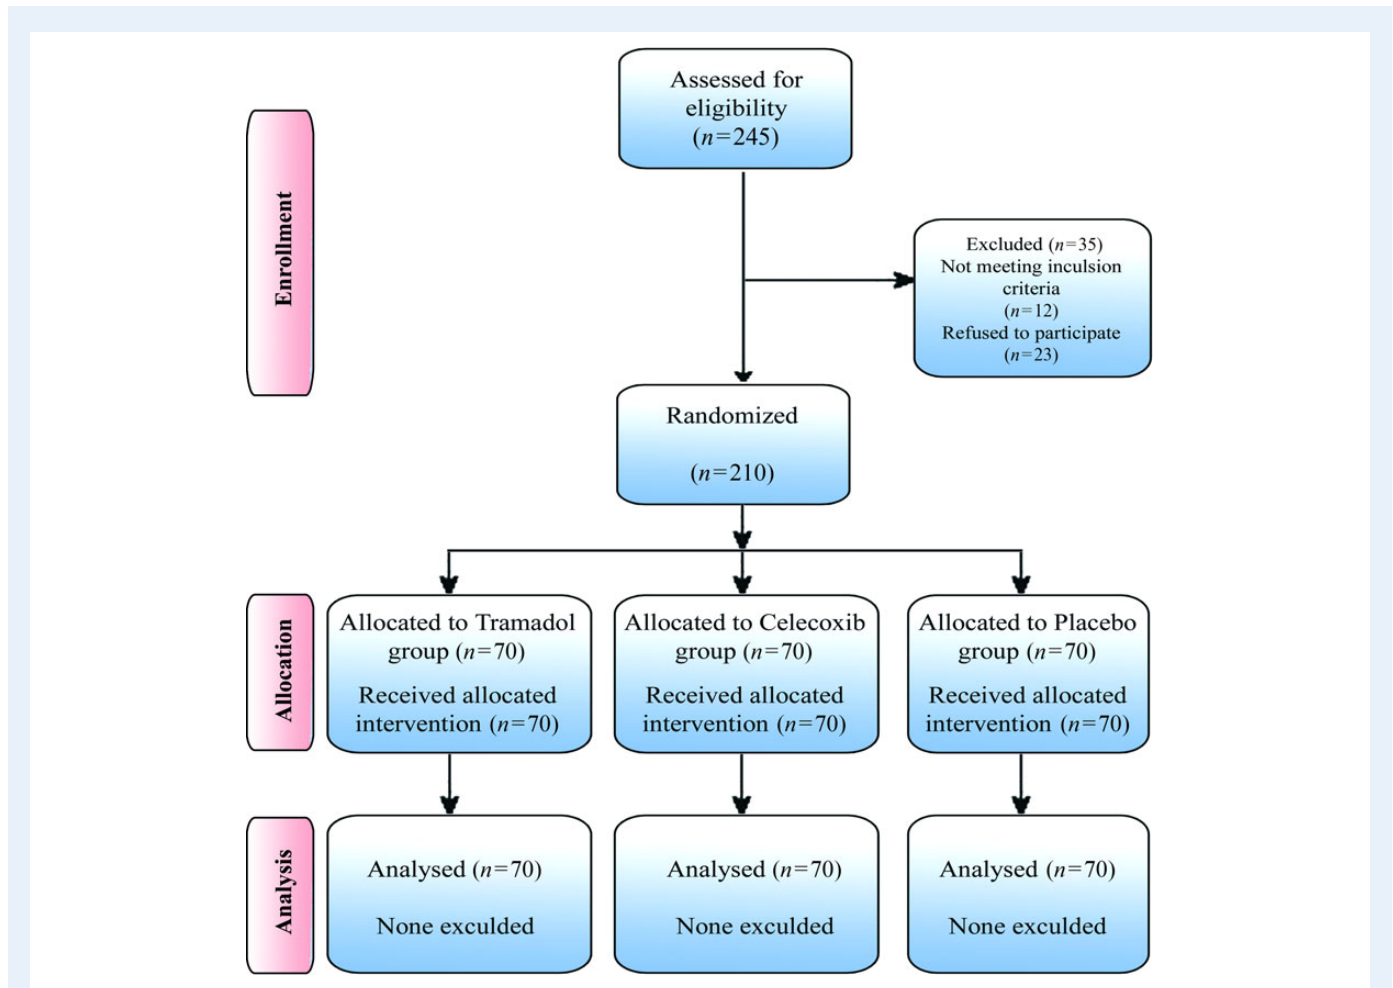 Assessed for
eligibility
(n=245)
Enrollment
Excluded (n=35)
Not meeting inculsion
criteria
(n=12)
Refused to participate
(n=23)
Randomized
(n=210)
Allocation
Allocated to Tramadol
group (n=70)
Received allocated
intervention (n=70)
Allocated to Celecoxib
group (n=70)
Received allocated
intervention (n=70)
Allocated to Placebo
group (n=70)
Received allocated
intervention (n=70)
Analysis
Analysed (n=70)
None exculded
Analysed (n=70)
None exculded
Analysed (n=70)
None exculded